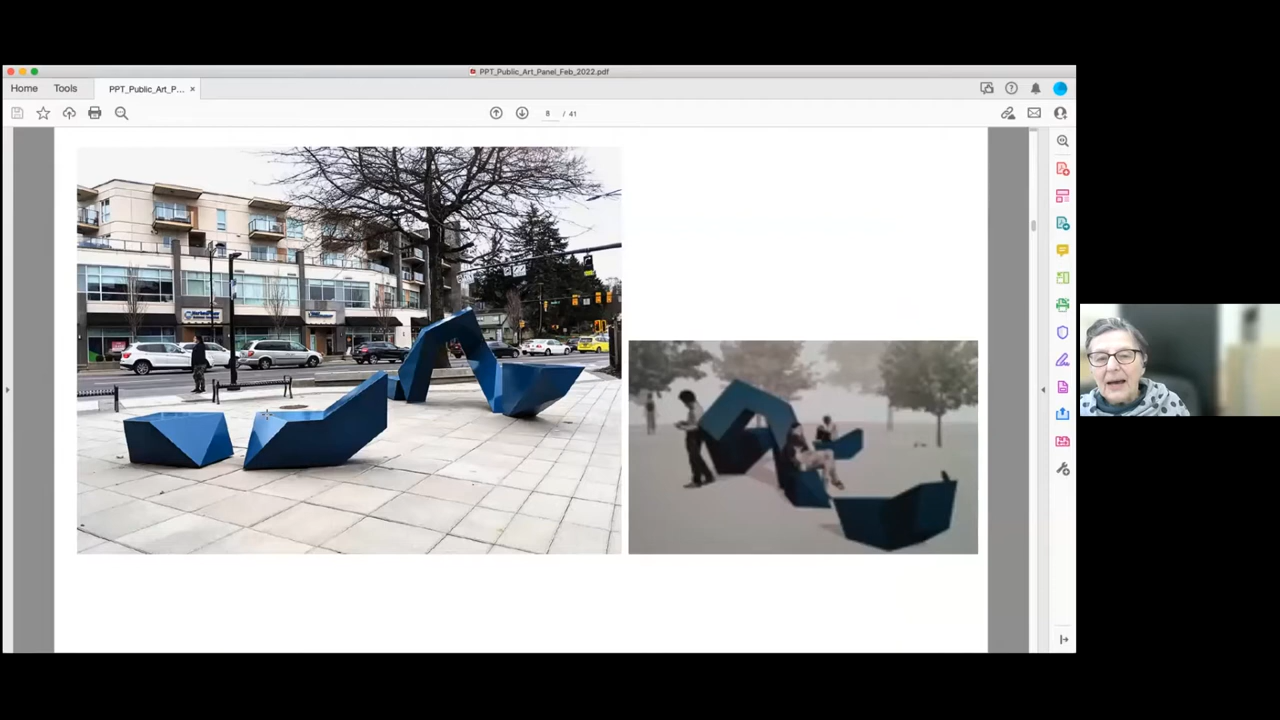 PPT_Public_Art_Panel_Feb_2022.pdf
Home Tools PPT_Public_Art_P... ×
8 / 41